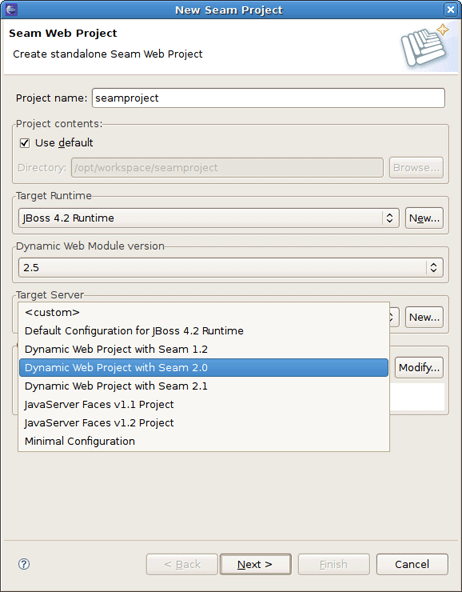 New Seam Project
Seam Web Project
Create standalone Seam Web Project
Project name: seamproject
Project contents:
Use default
Directory: /opt/workspace/seamproject Browse...
Target Runtime
JBoss 4.2 Runtime New...
Dynamic Web Module version
2.5
Target Server
New...
<custom>
Default Configuration for JBoss 4.2 Runtime
Dynamic Web Project with Seam 1.2
Dynamic Web Project with Seam 2.0 Modify...
Dynamic Web Project with Seam 2.1
JavaServer Faces v1.1 Project
JavaServer Faces v1.2 Project
Minimal Configuration
? < Back Next > Finish Cancel